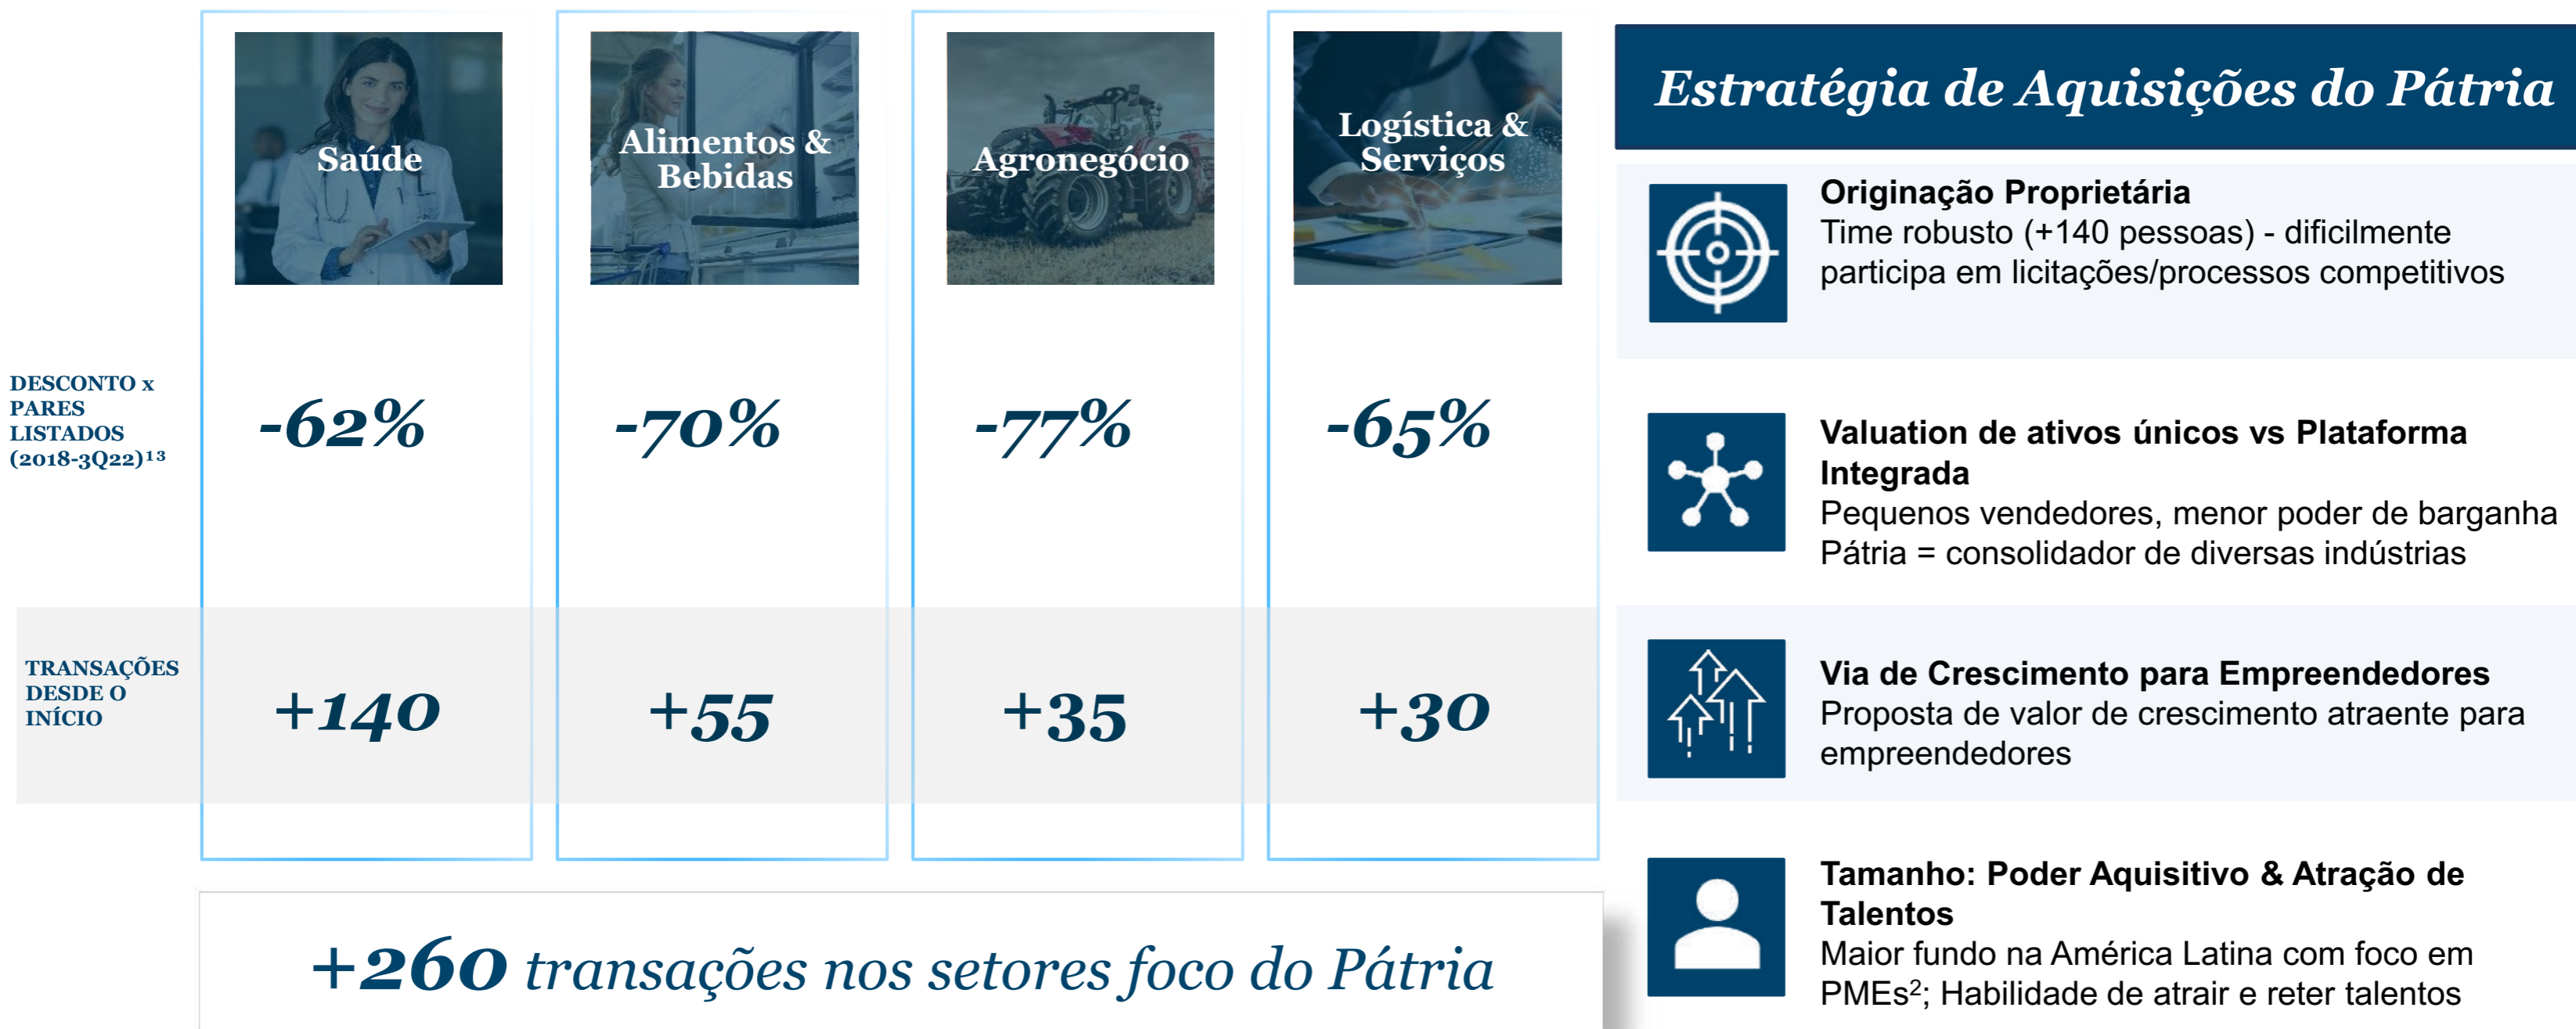 Saúde
Alimentos &
Bebidas
Agronegócio
Logística &
Serviços
DESCONTO x
PARES
LISTADOS
(2018-3Q22)¹³
-62%
-70%
-77%
-65%
TRANSAÇÕES
DESDE O
INÍCIO
+140
+55
+35
+30
+260 transações nos setores foco do Pátria
Estratégia de Aquisições do Pátria
Originação Proprietária
Time robusto (+140 pessoas) - dificilmente
participa em licitações/processos competitivos
Valuation de ativos únicos vs Plataforma
Integrada
Pequenos vendedores, menor poder de barganha
Pátria = consolidador de diversas indústrias
Via de Crescimento para Empreendedores
Proposta de valor de crescimento atraente para
empreendedores
Tamanho: Poder Aquisitivo & Atração de
Talentos
Maior fundo na América Latina com foco em
PMEs²; Habilidade de atrair e reter talentos